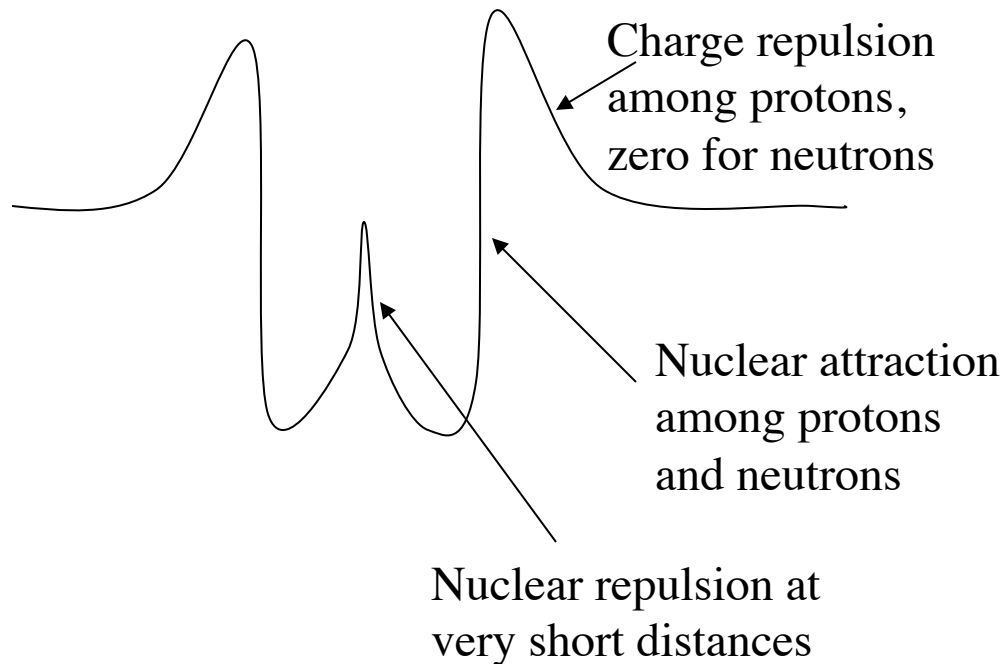 Charge repulsion
among protons,
zero for neutrons
Nuclear attraction
among protons
and neutrons
Nuclear repulsion at
very short distances